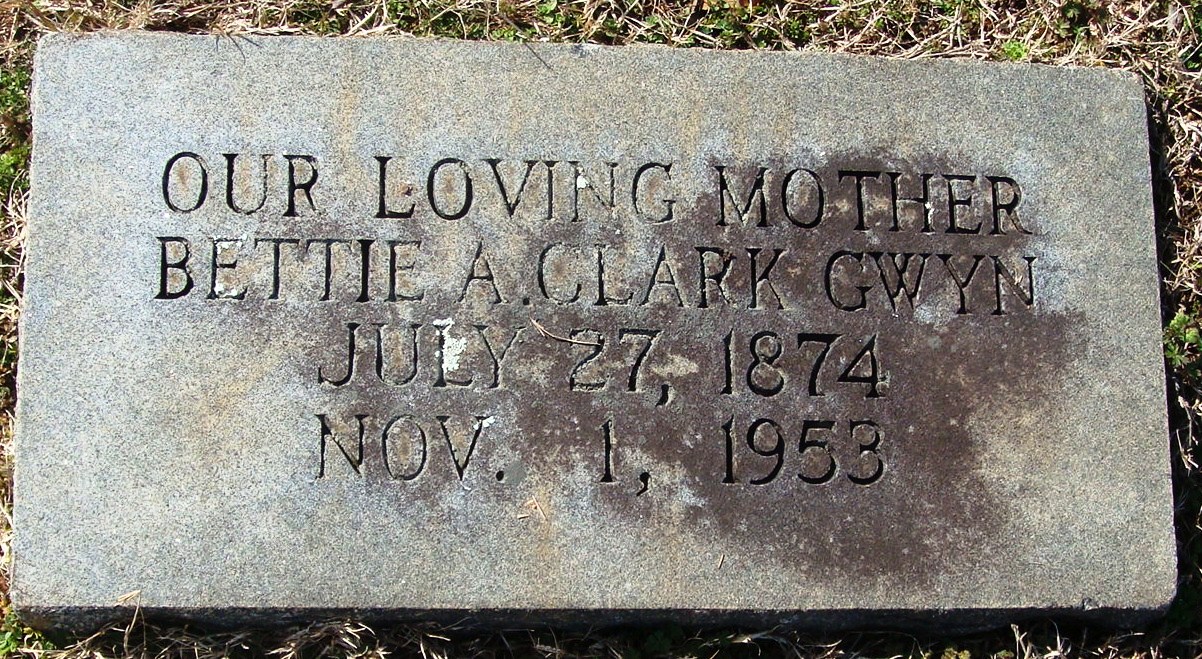 OUR LOVING MOTHER
BETTIE A. CLARK GWYN
JULY 27, 1874
NOV. 1, 1953